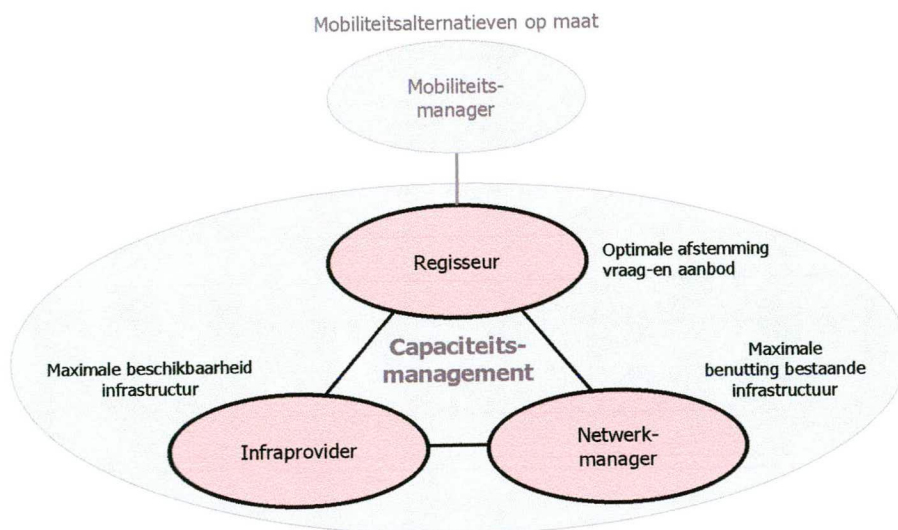 Mobiliteitsalternatieven op maat
Mobiliteits-
manager
Regisseur
Optimale afstemming
vraag-en aanbod
Capaciteits-
management
Maximale beschikbaarheid
infrastructur
Maximale
benutting bestaande
infrastructuur
Infraprovider
Netwerk-
manager